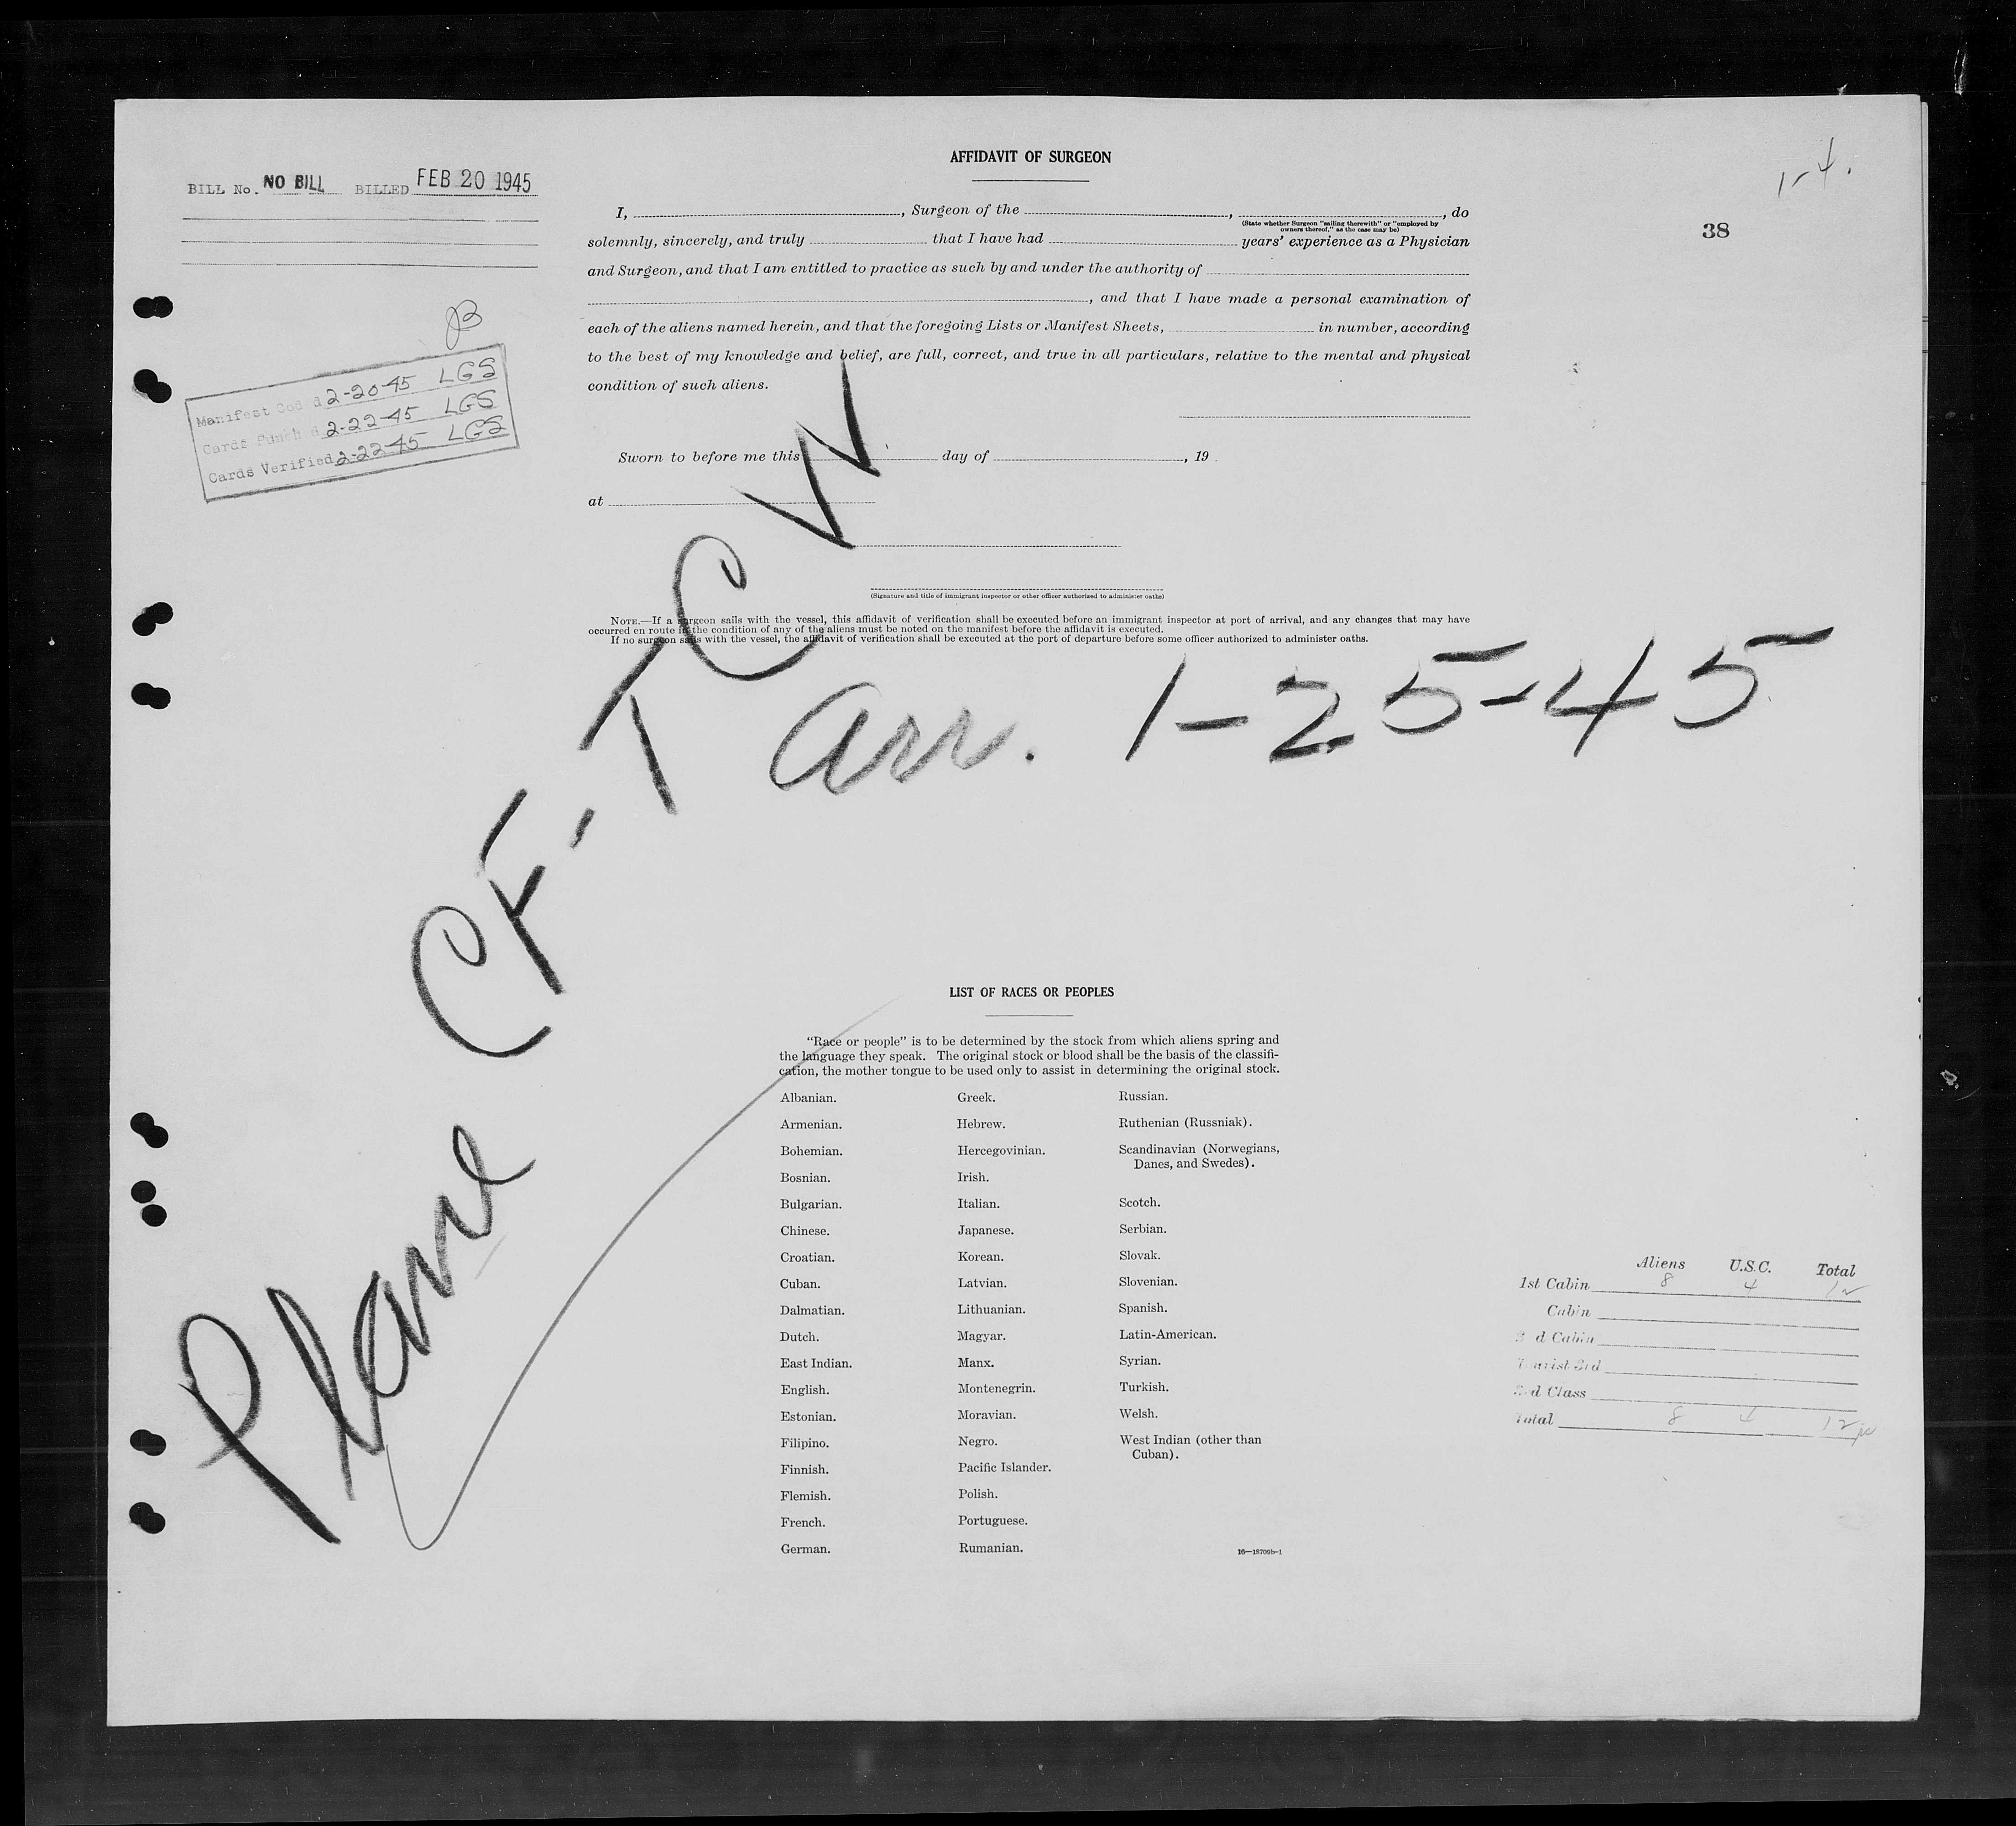 AFFIDAVIT OF SURGEON
1-4.
BILL No. NO BILL BILLED FEB 20 1945
38
I, , Surgeon of the , , do
(State whether Surgeon "sailing therewith" or "employed by
owners thereof," as the case may be)
solemnly, sincerely, and truly that I have had years' experience as a Physician
and Surgeon, and that I am entitled to practice as such by and under the authority of
, and that I have made a personal examination of
each of the aliens named herein, and that the foregoing Lists or Manifest Sheets, in number, according
to the best of my knowledge and belief, are full, correct, and true in all particulars, relative to the mental and physical
condition of such aliens.
Manifest Coded 2-20-45 LGS
Cards Punched 2-22-45 LGS
Cards Verified 2-22-45 LGS
Sworn to before me this day of , 19
at
(Signature and title of immigrant inspector or other officer authorized to administer oaths)
NOTE.—If a surgeon sails with the vessel, this affidavit of verification shall be executed before an immigrant inspector at port of arrival, and any changes that may have
occurred en route in the condition of any of the aliens must be noted on the manifest before the affidavit is executed.
If no surgeon sails with the vessel, the affidavit of verification shall be executed at the port of departure before some officer authorized to administer oaths.
Plane CF-TCW.
arr. 1-25-45
LIST OF RACES OR PEOPLES
"Race or people" is to be determined by the stock from which aliens spring and
the language they speak. The original stock or blood shall be the basis of the classifi-
cation, the mother tongue to be used only to assist in determining the original stock.
Albanian.
Armenian.
Bohemian.
Bosnian.
Bulgarian.
Chinese.
Croatian.
Cuban.
Dalmatian.
Dutch.
East Indian.
English.
Estonian.
Filipino.
Finnish.
Flemish.
French.
German.
Greek.
Hebrew.
Hercegovinian.
Irish.
Italian.
Japanese.
Korean.
Latvian.
Lithuanian.
Magyar.
Manx.
Montenegrin.
Moravian.
Negro.
Pacific Islander.
Polish.
Portuguese.
Rumanian.
Russian.
Ruthenian (Russniak).
Scandinavian (Norwegians,
Danes, and Swedes).
Scotch.
Serbian.
Slovak.
Slovenian.
Spanish.
Latin-American.
Syrian.
Turkish.
Welsh.
West Indian (other than
Cuban).
16—18709b-1
Aliens U.S.C. Total
1st Cabin 8 4 12
Cabin
2nd Cabin
Tourist 3rd
3rd Class
Total 8 4 12